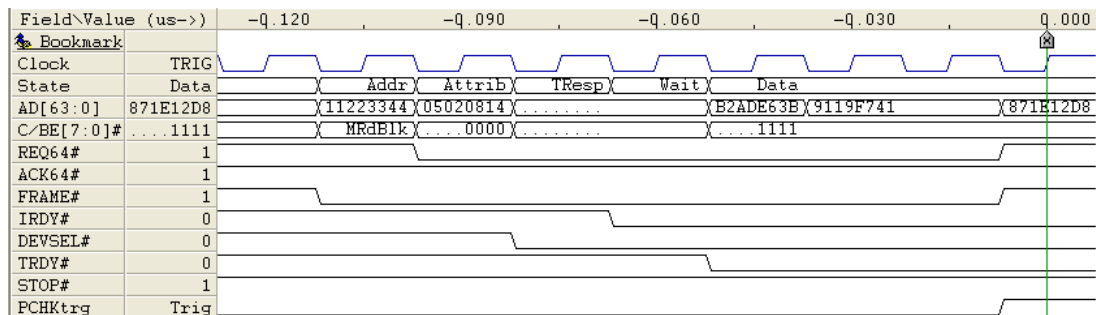 Field\Value (us->) -0.120 -0.090 -0.060 -0.030 0.000
Bookmark
Clock TRIG
State Data Addr Attrib TResp Wait Data
AD[63:0] 871E12D8 11223344 05020814 ........ B2ADE63B 9119F741 871E12D8
C/BE[7:0]# ....1111 MRdBlk ....0000 ........ ....1111
REQ64# 1
ACK64# 1
FRAME# 1
IRDY# 0
DEVSEL# 0
TRDY# 0
STOP# 1
PCHKtrg Trig